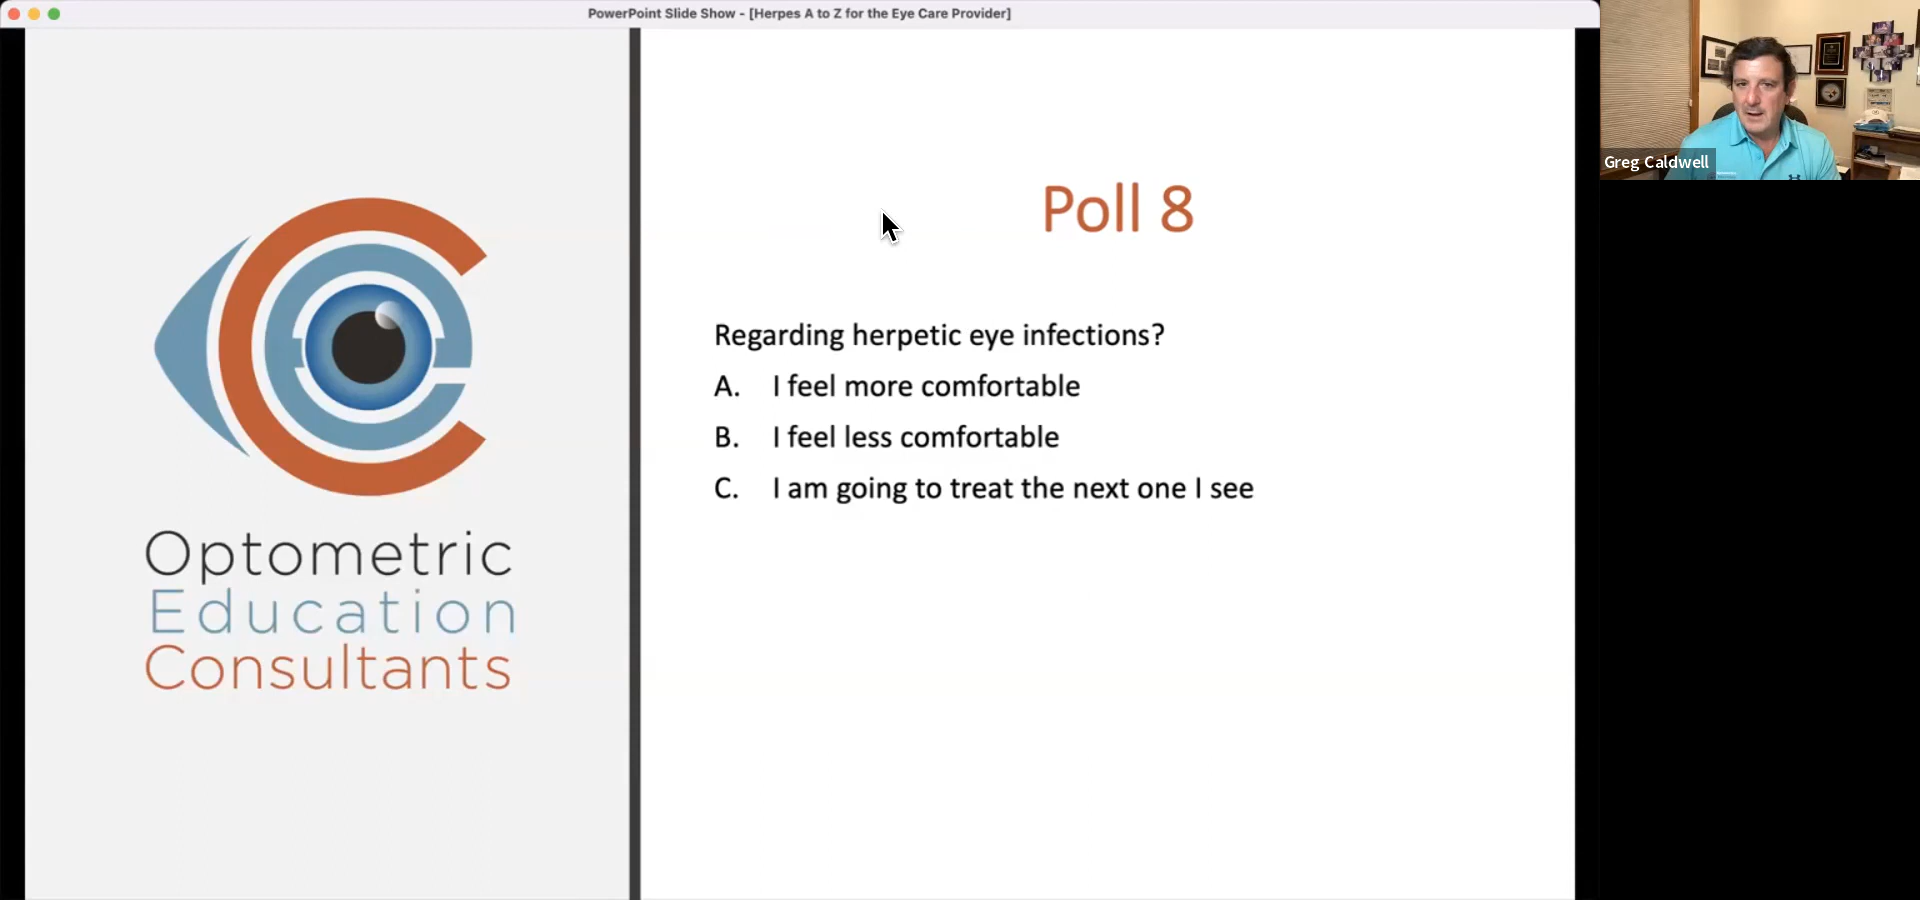 PowerPoint Slide Show - [Herpes A to Z for the Eye Care Provider]
Greg Caldwell
Poll 8
Regarding herpetic eye infections?
A. I feel more comfortable
B. I feel less comfortable
C. I am going to treat the next one I see
Optometric
Education
Consultants